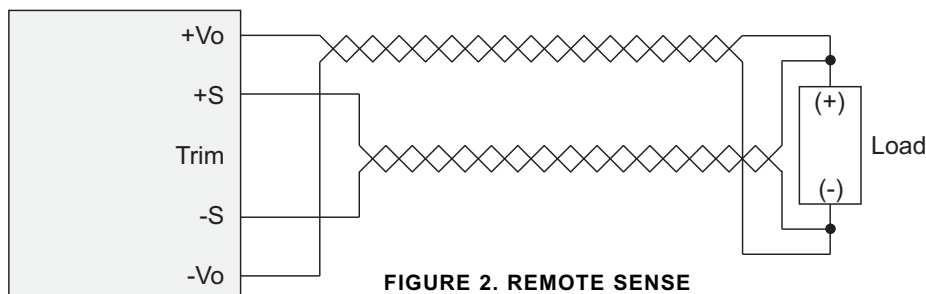 +Vo
+S
Trim
-S
-Vo
(+)
Load
(-)
FIGURE 2. REMOTE SENSE